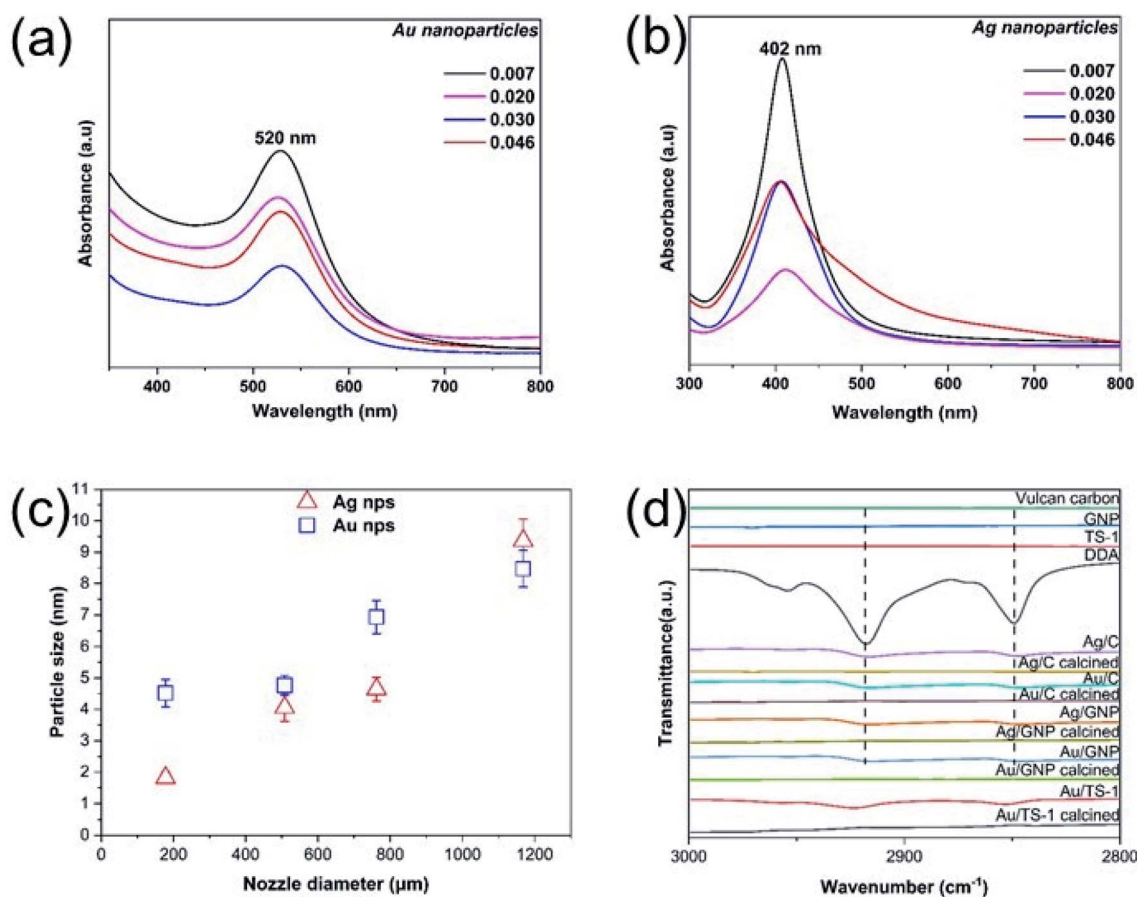 (a)
Au nanoparticles
0.007
0.020
0.030
0.046
520 nm
Absorbance (a.u)
400
500
600
700
800
Wavelength (nm)
(b)
Ag nanoparticles
402 nm
0.007
0.020
0.030
0.046
Absorbance (a.u)
300
400
500
600
700
800
Wavelength (nm)
(c)
Ag nps
Au nps
11
10
9
8
7
6
5
4
3
2
1
0
Particle size (nm)
0
200
400
600
800
1000
1200
Nozzle diameter (µm)
(d)
Vulcan carbon
GNP
TS-1
DDA
Ag/C
Ag/C calcined
Au/C
Au/C calcined
Ag/GNP
Ag/GNP calcined
Au/GNP
Au/GNP calcined
Au/TS-1
Au/TS-1 calcined
Transmittance(a.u.)
3000
2900
2800
Wavenumber (cm⁻¹)